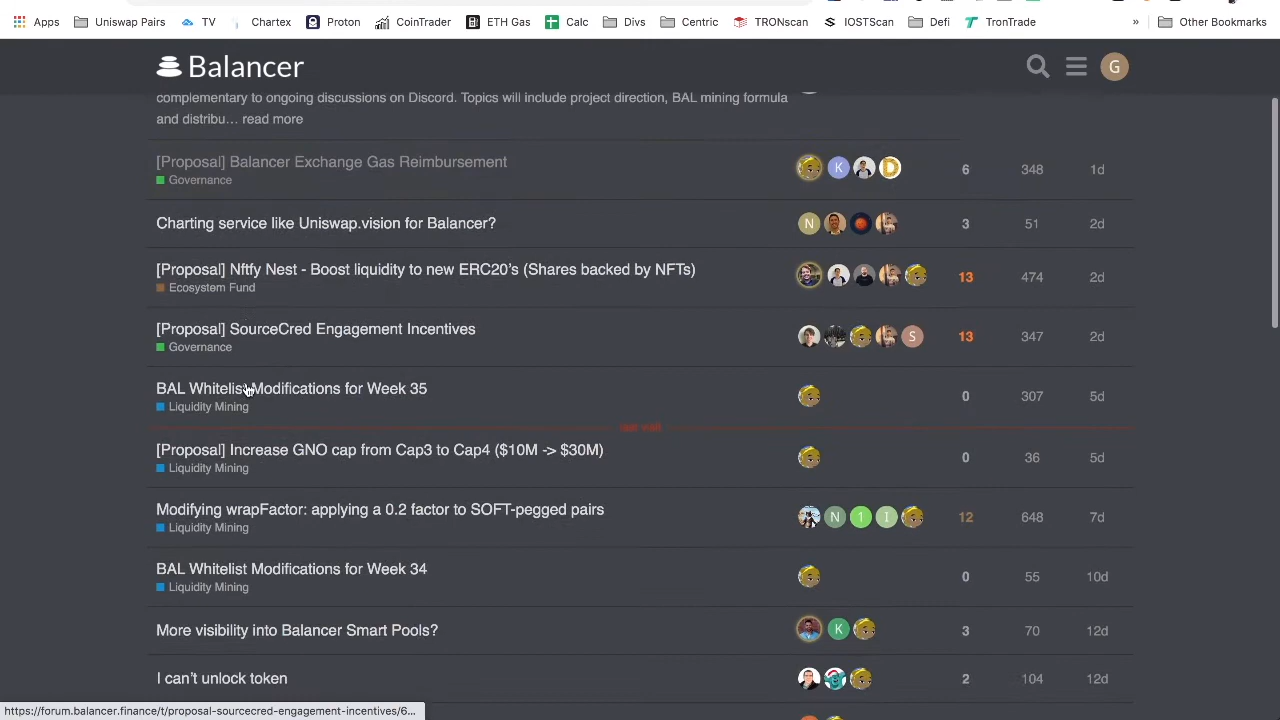 Apps Uniswap Pairs TV Chartex Proton CoinTrader ETH Gas Calc Divs Centric TRONscan IOSTScan Defi TronTrade » Other Bookmarks
Balancer G
complementary to ongoing discussions on Discord. Topics will include project direction, BAL mining formula
and distribu… read more
[Proposal] Balancer Exchange Gas Reimbursement K 6 348 1d
Governance
Charting service like Uniswap.vision for Balancer? N 3 51 2d
[Proposal] Nftfy Nest - Boost liquidity to new ERC20's (Shares backed by NFTs) 13 474 2d
Ecosystem Fund
[Proposal] SourceCred Engagement Incentives S 13 347 2d
Governance
BAL Whitelist Modifications for Week 35 0 307 5d
Liquidity Mining
last visit
[Proposal] Increase GNO cap from Cap3 to Cap4 ($10M -> $30M) 0 36 5d
Liquidity Mining
Modifying wrapFactor: applying a 0.2 factor to SOFT-pegged pairs N 1 I 12 648 7d
Liquidity Mining
BAL Whitelist Modifications for Week 34 0 55 10d
Liquidity Mining
More visibility into Balancer Smart Pools? K 3 70 12d
I can't unlock token 2 104 12d
https://forum.balancer.finance/t/proposal-sourcecred-engagement-incentives/6...